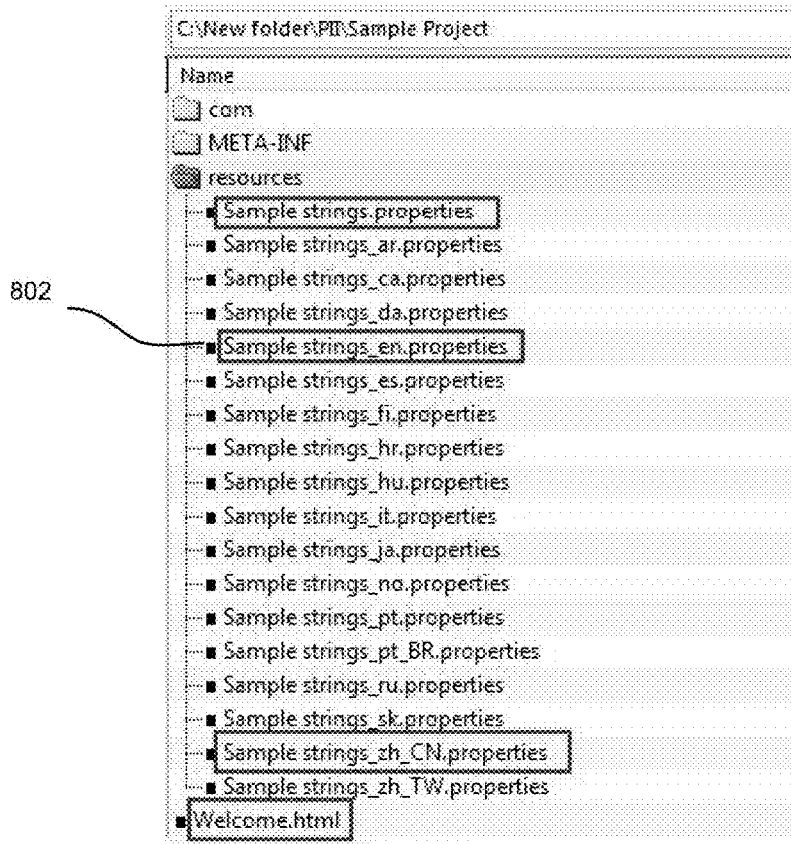 C:\New folder\PII\Sample Project
Name
com
META-INF
resources
Sample strings.properties
Sample strings_ar.properties
Sample strings_ca.properties
Sample strings_da.properties
802
Sample strings_en.properties
Sample strings_es.properties
Sample strings_fi.properties
Sample strings_hr.properties
Sample strings_hu.properties
Sample strings_it.properties
Sample strings_ja.properties
Sample strings_no.properties
Sample strings_pt.properties
Sample strings_pt_BR.properties
Sample strings_ru.properties
Sample strings_sk.properties
Sample strings_zh_CN.properties
Sample strings_zh_TW.properties
Welcome.html